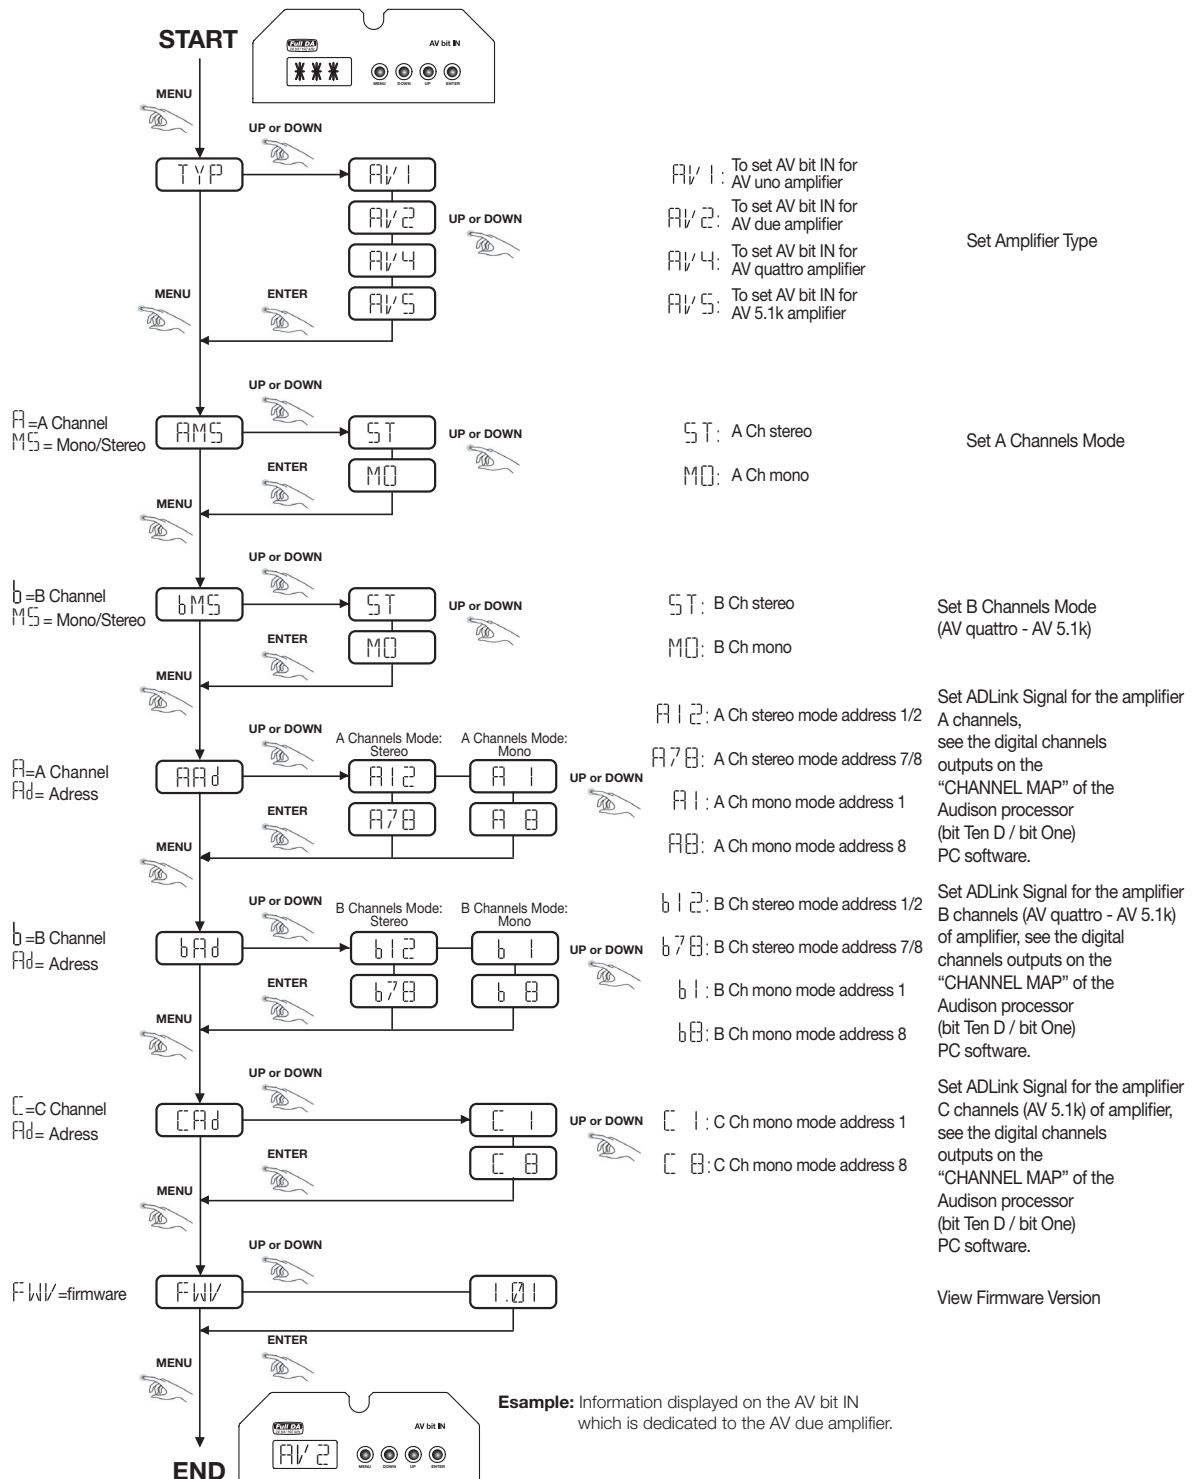 START
Full DA
AV bit IN
***
MENU DOWN UP ENTER
MENU
UP or DOWN
TYP
AV1
AV2
AV4
AV5
UP or DOWN
MENU
ENTER
AV1: To set AV bit IN for
AV uno amplifier
AV2: To set AV bit IN for
AV due amplifier
AV4: To set AV bit IN for
AV quattro amplifier
AV5: To set AV bit IN for
AV 5.1k amplifier
Set Amplifier Type
UP or DOWN
A=A Channel
MS= Mono/Stereo
AMS
ST
MO
UP or DOWN
ENTER
MENU
ST: A Ch stereo
MO: A Ch mono
Set A Channels Mode
UP or DOWN
b=B Channel
MS= Mono/Stereo
bMS
ST
MO
UP or DOWN
ENTER
MENU
ST: B Ch stereo
MO: B Ch mono
Set B Channels Mode
(AV quattro - AV 5.1k)
UP or DOWN
A Channels Mode:
Stereo
A Channels Mode:
Mono
A=A Channel
Ad= Adress
AAd
A12
A 1
A78
A 8
UP or DOWN
ENTER
MENU
A12: A Ch stereo mode address 1/2
A78: A Ch stereo mode address 7/8
A1: A Ch mono mode address 1
A8: A Ch mono mode address 8
Set ADLink Signal for the amplifier
A channels,
see the digital channels
outputs on the
“CHANNEL MAP” of the
Audison processor
(bit Ten D / bit One)
PC software.
UP or DOWN
B Channels Mode:
Stereo
B Channels Mode:
Mono
b=B Channel
Ad= Adress
bAd
b12
b 1
b78
b 8
UP or DOWN
ENTER
MENU
b12: B Ch stereo mode address 1/2
b78: B Ch stereo mode address 7/8
b1: B Ch mono mode address 1
b8: B Ch mono mode address 8
Set ADLink Signal for the amplifier
B channels (AV quattro - AV 5.1k)
of amplifier, see the digital
channels outputs on the
“CHANNEL MAP” of the
Audison processor
(bit Ten D / bit One)
PC software.
UP or DOWN
C=C Channel
Ad= Adress
CAd
C 1
C 8
UP or DOWN
ENTER
MENU
C 1: C Ch mono mode address 1
C 8: C Ch mono mode address 8
Set ADLink Signal for the amplifier
C channels (AV 5.1k) of amplifier,
see the digital channels
outputs on the
“CHANNEL MAP” of the
Audison processor
(bit Ten D / bit One)
PC software.
UP or DOWN
FWV=firmware
FWV
1.01
View Firmware Version
ENTER
MENU
Esample: Information displayed on the AV bit IN
which is dedicated to the AV due amplifier.
Full DA
AV bit IN
AV 2
MENU DOWN UP ENTER
END